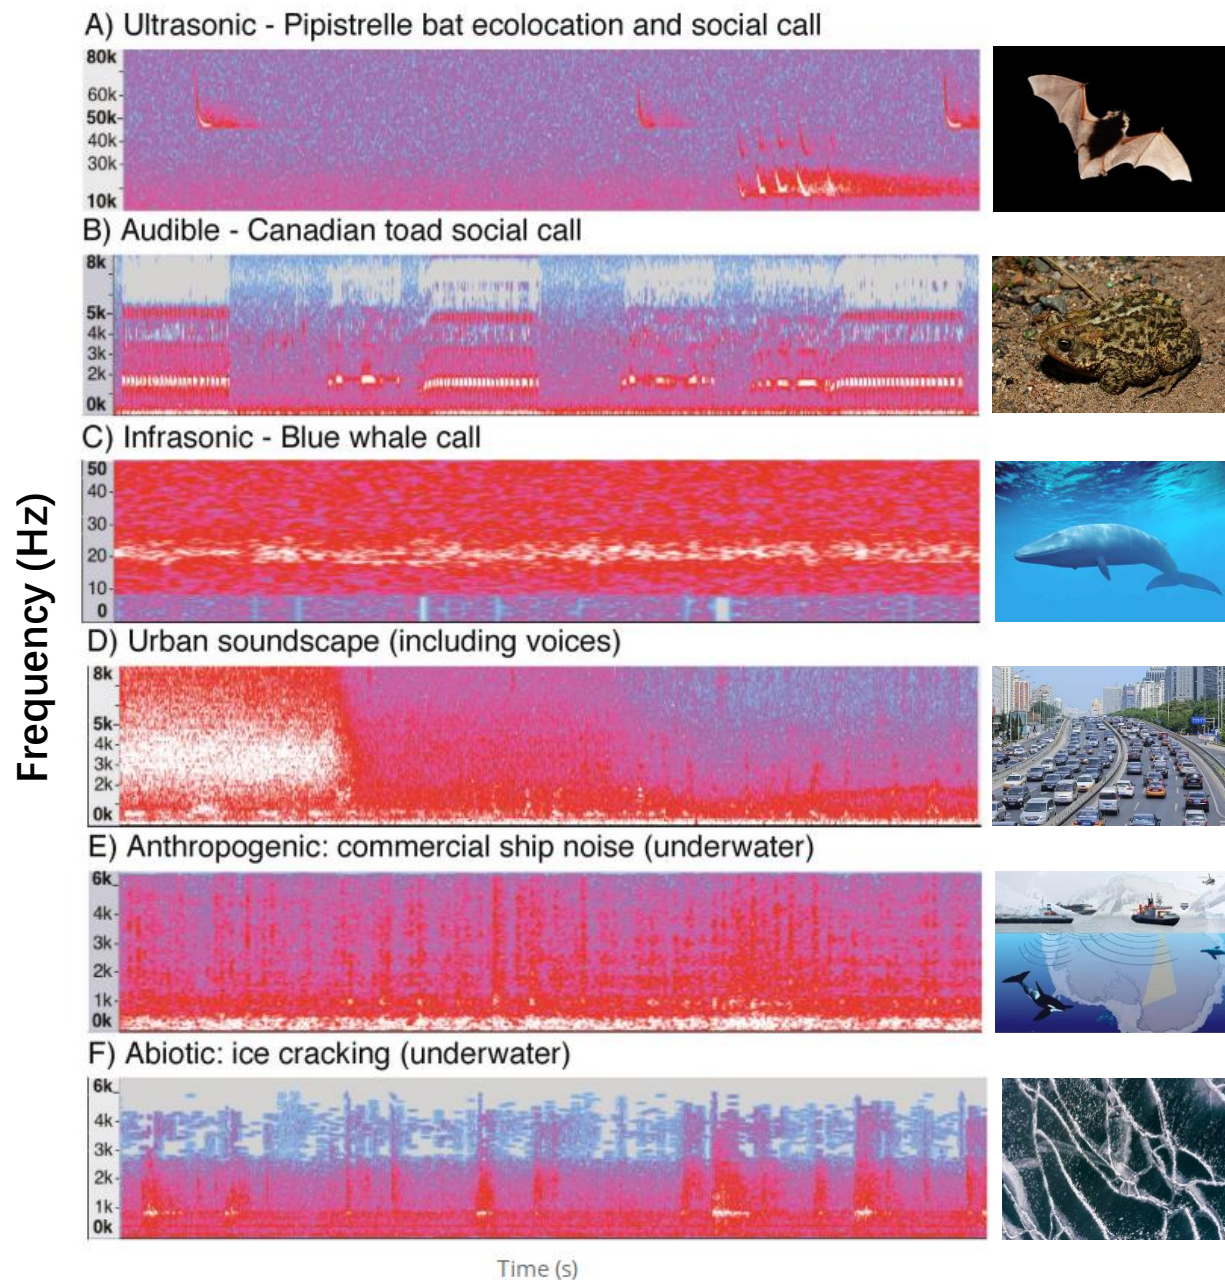 A) Ultrasonic - Pipistrelle bat ecolocation and social call
80k
60k
50k
40k
30k
10k
B) Audible - Canadian toad social call
8k
5k
4k
3k
2k
0k
C) Infrasonic - Blue whale call
50
40
30
20
10
0
Frequency (Hz)
D) Urban soundscape (including voices)
8k
5k
4k
3k
2k
0k
E) Anthropogenic: commercial ship noise (underwater)
6k
4k
3k
2k
1k
0k
F) Abiotic: ice cracking (underwater)
6k
4k
3k
2k
1k
0k
Time (s)